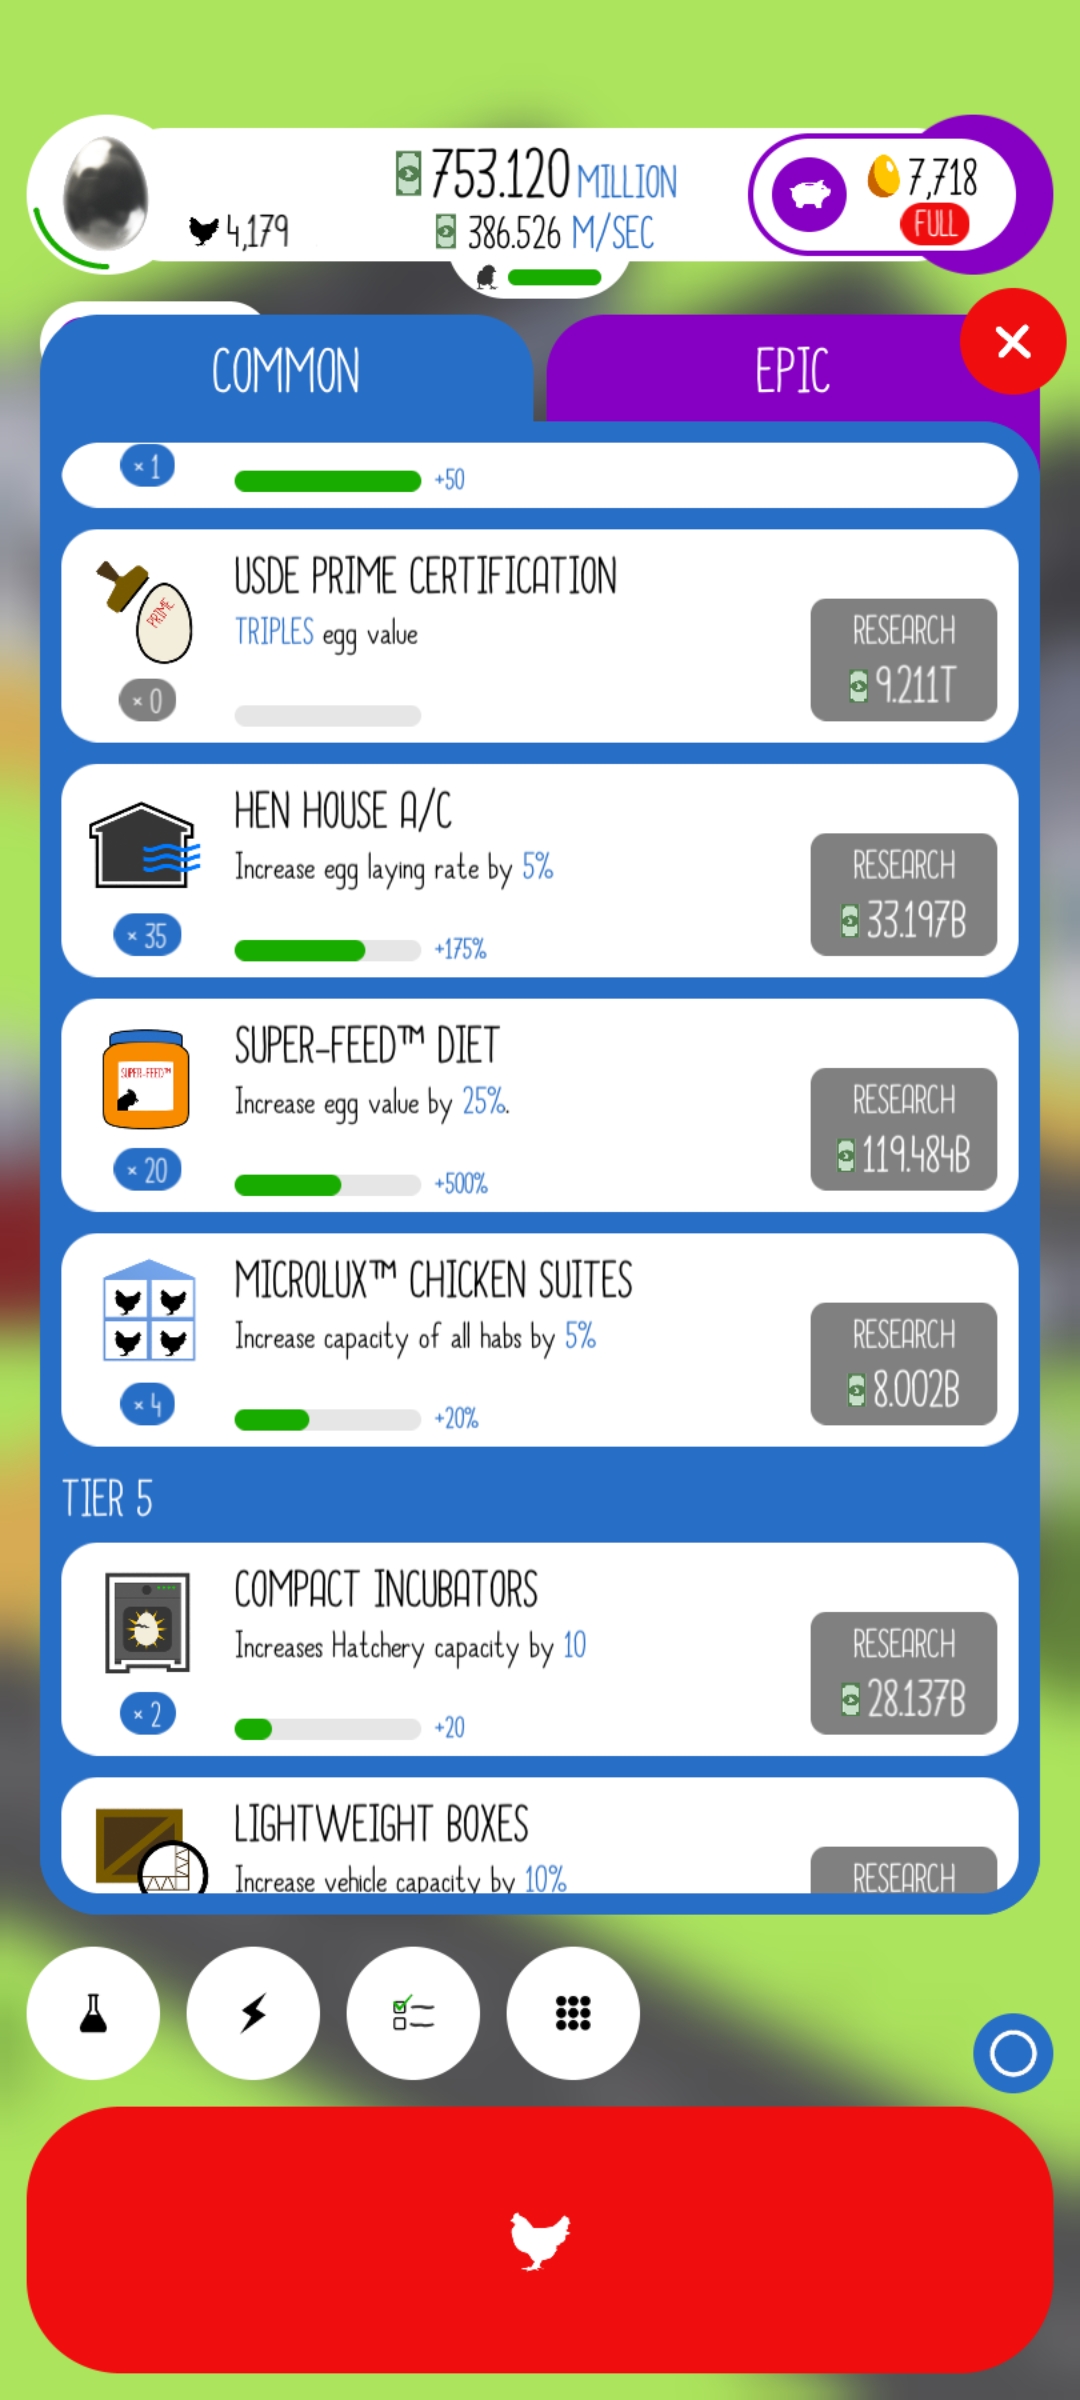 753.120 MILLION
7,718
4,179
386.526 M/SEC
FULL
COMMON
EPIC
× 1
+50
USDE PRIME CERTIFICATION
TRIPLES egg value
PRIME
RESEARCH
9.211T
× 0
HEN HOUSE A/C
Increase egg laying rate by 5%
RESEARCH
33.197B
× 35
+175%
SUPER-FEED™ DIET
Increase egg value by 25%.
SUPER-FEED™
RESEARCH
119.484B
× 20
+500%
MICROLUX™ CHICKEN SUITES
Increase capacity of all habs by 5%
RESEARCH
8.002B
× 4
+20%
TIER 5
COMPACT INCUBATORS
Increases Hatchery capacity by 10
RESEARCH
28.137B
× 2
+20
LIGHTWEIGHT BOXES
Increase vehicle capacity by 10%
RESEARCH